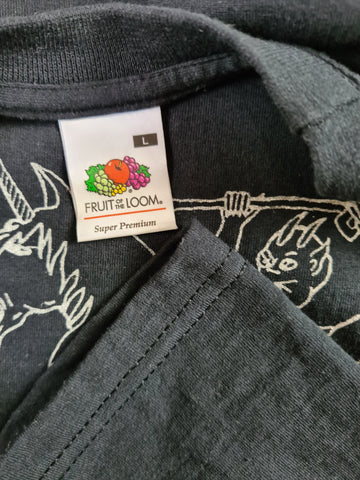 L
FRUIT OF THE LOOM®
Super Premium